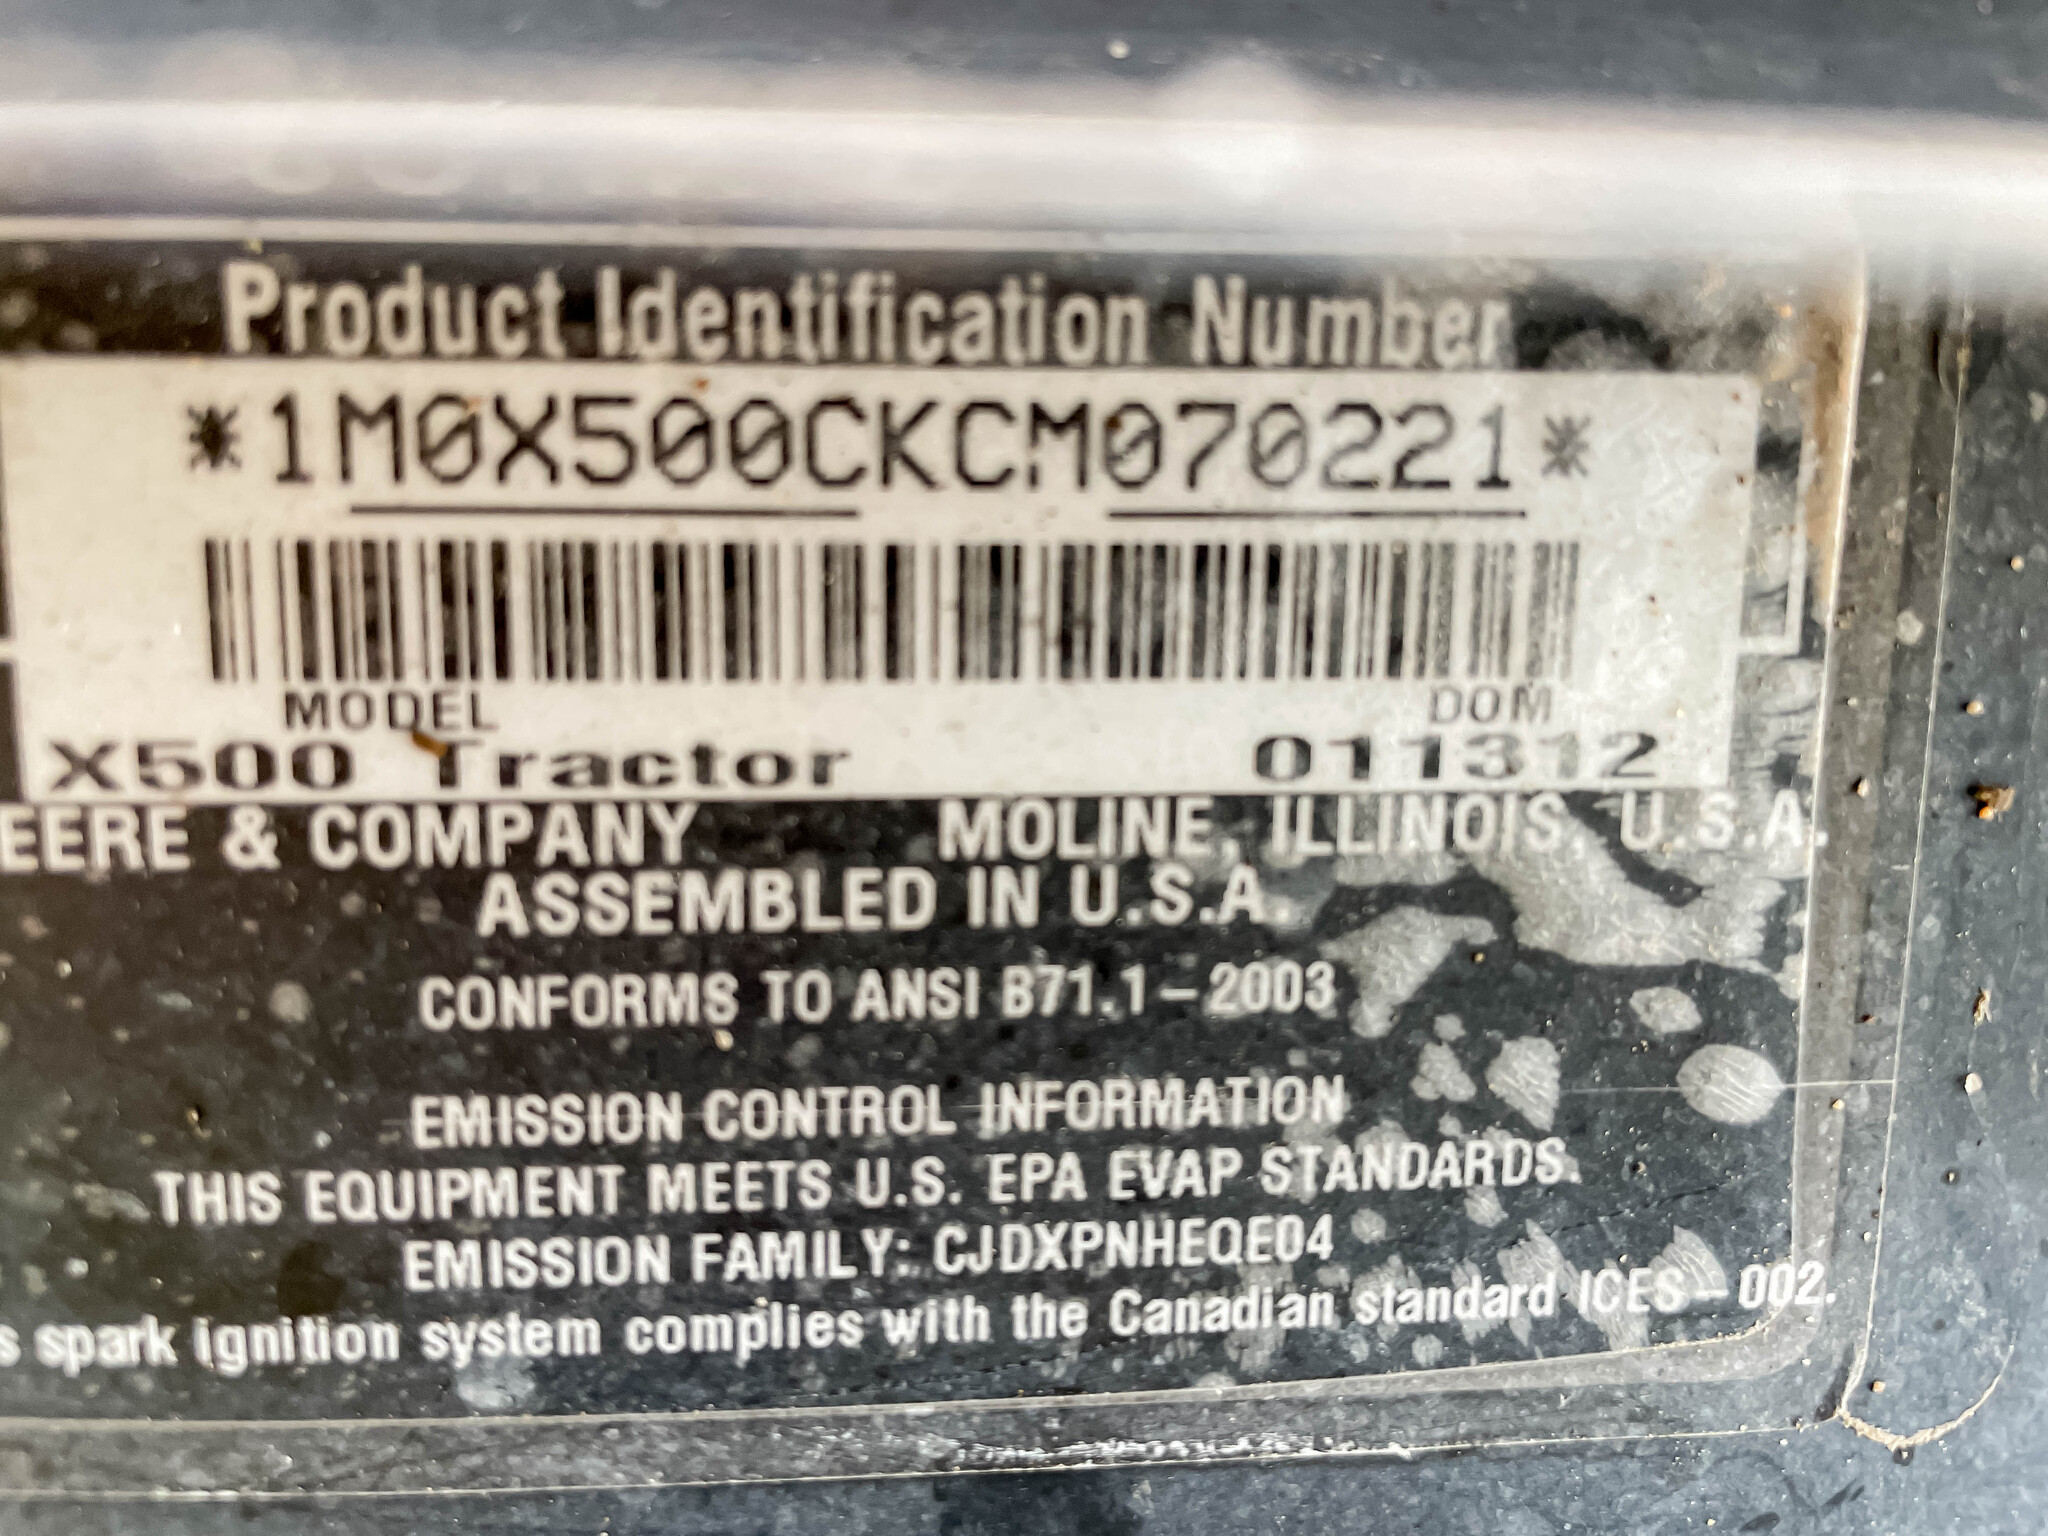 Product Identification Number
*1M0X500CKCM070221*
MODEL DOM
X500 Tractor 011312
EERE & COMPANY MOLINE, ILLINOIS, U.S.A.
ASSEMBLED IN U.S.A.
CONFORMS TO ANSI B71.1-2003
EMISSION CONTROL INFORMATION
THIS EQUIPMENT MEETS U.S. EPA EVAP STANDARDS.
EMISSION FAMILY: CJDXPNHEQE04
s spark ignition system complies with the Canadian standard ICES-002.